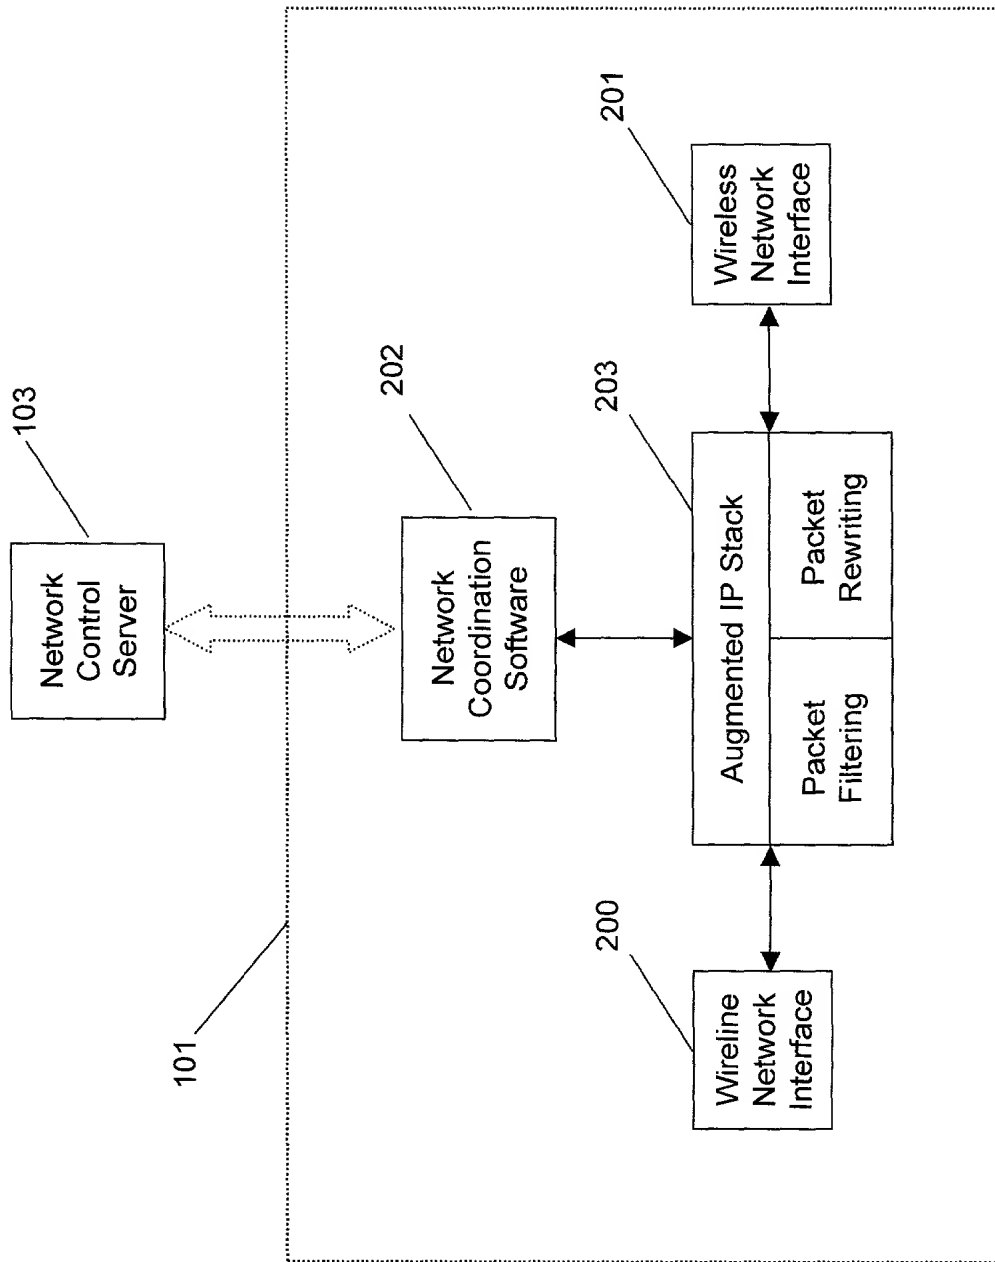 103
Network
Control
Server
101
202
Network
Coordination
Software
200
Wireline
Network
Interface
203
Augmented IP Stack
Packet
Filtering
Packet
Rewriting
201
Wireless
Network
Interface